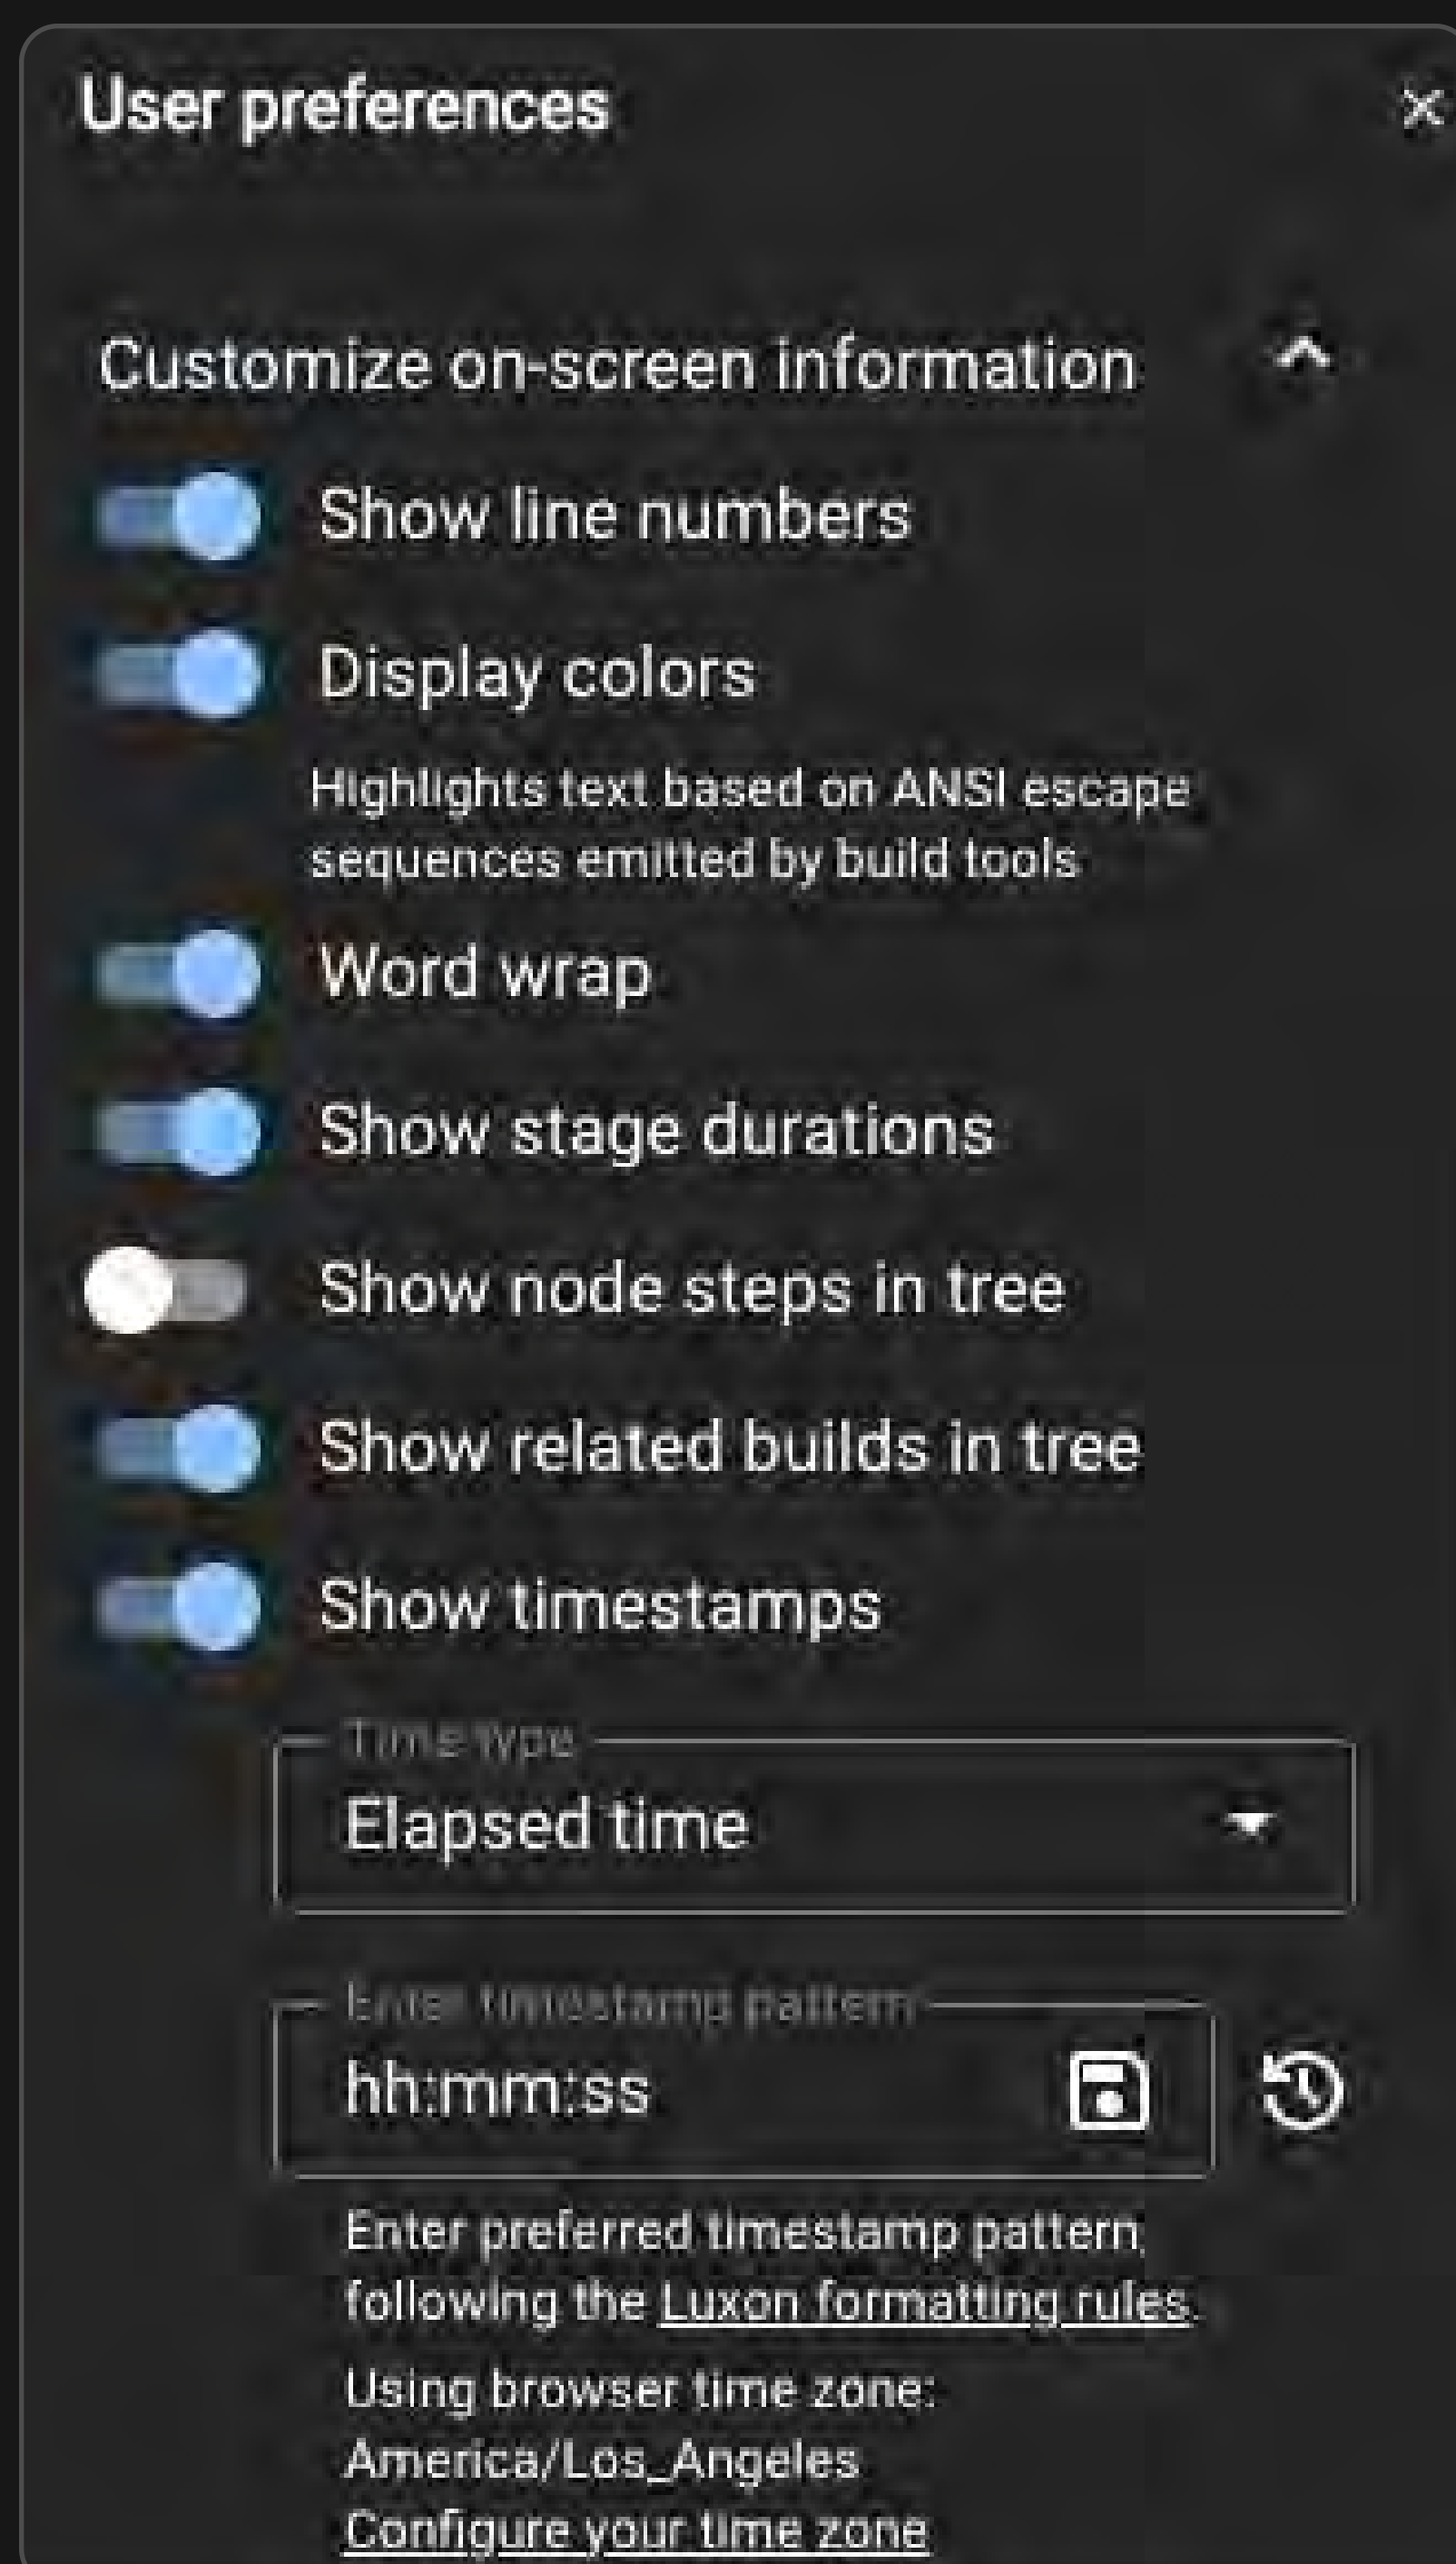 User preferences
Customize on-screen information
Show line numbers
Display colors
Highlights text based on ANSI escape
sequences emitted by build tools
Word wrap
Show stage durations
Show node steps in tree
Show related builds in tree
Show timestamps
Time type
Elapsed time
Enter timestamp pattern
hh:mm:ss
Enter preferred timestamp pattern,
following the Luxon formatting rules.
Using browser time zone:
America/Los_Angeles
Configure your time zone